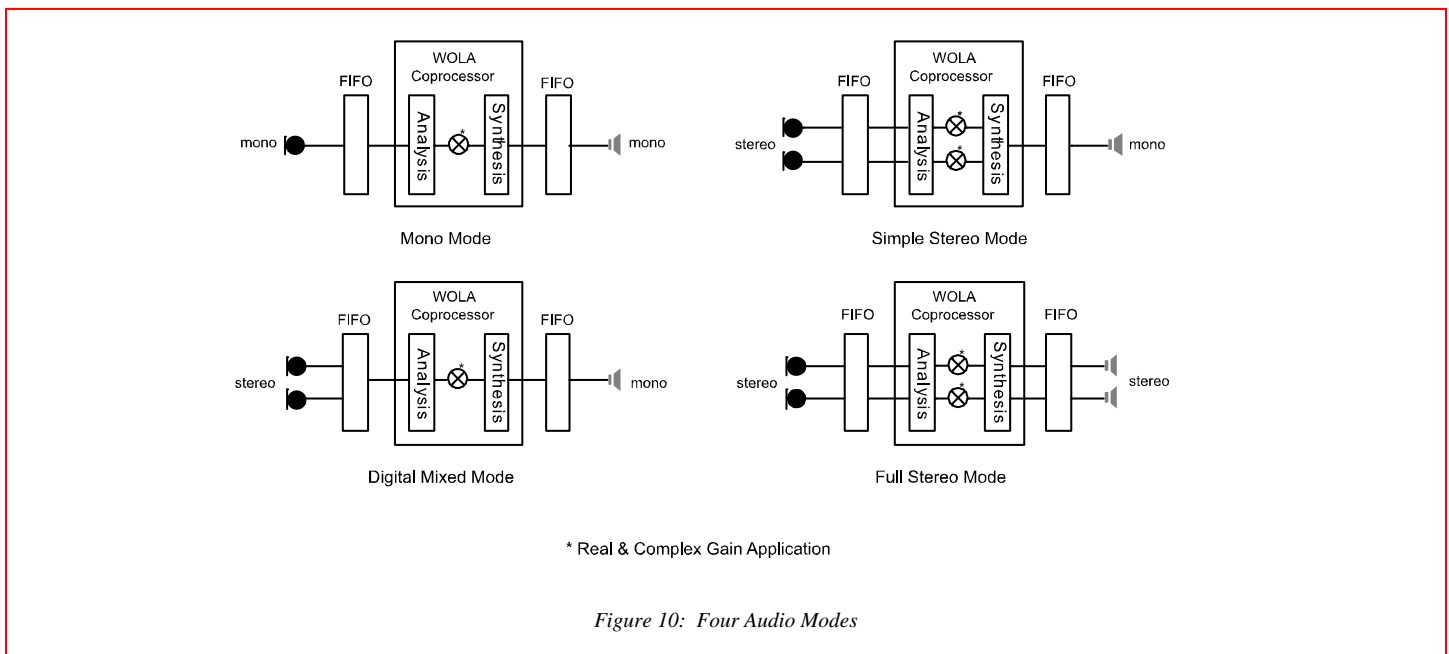 WOLA
Coprocessor
FIFO
FIFO
Analysis
*
Synthesis
mono
mono
Mono Mode
WOLA
Coprocessor
FIFO
FIFO
Analysis
*
*
Synthesis
stereo
mono
Simple Stereo Mode
WOLA
Coprocessor
FIFO
FIFO
Analysis
*
Synthesis
stereo
mono
Digital Mixed Mode
WOLA
Coprocessor
FIFO
FIFO
Analysis
*
*
Synthesis
stereo
stereo
Full Stereo Mode
* Real & Complex Gain Application
Figure 10: Four Audio Modes